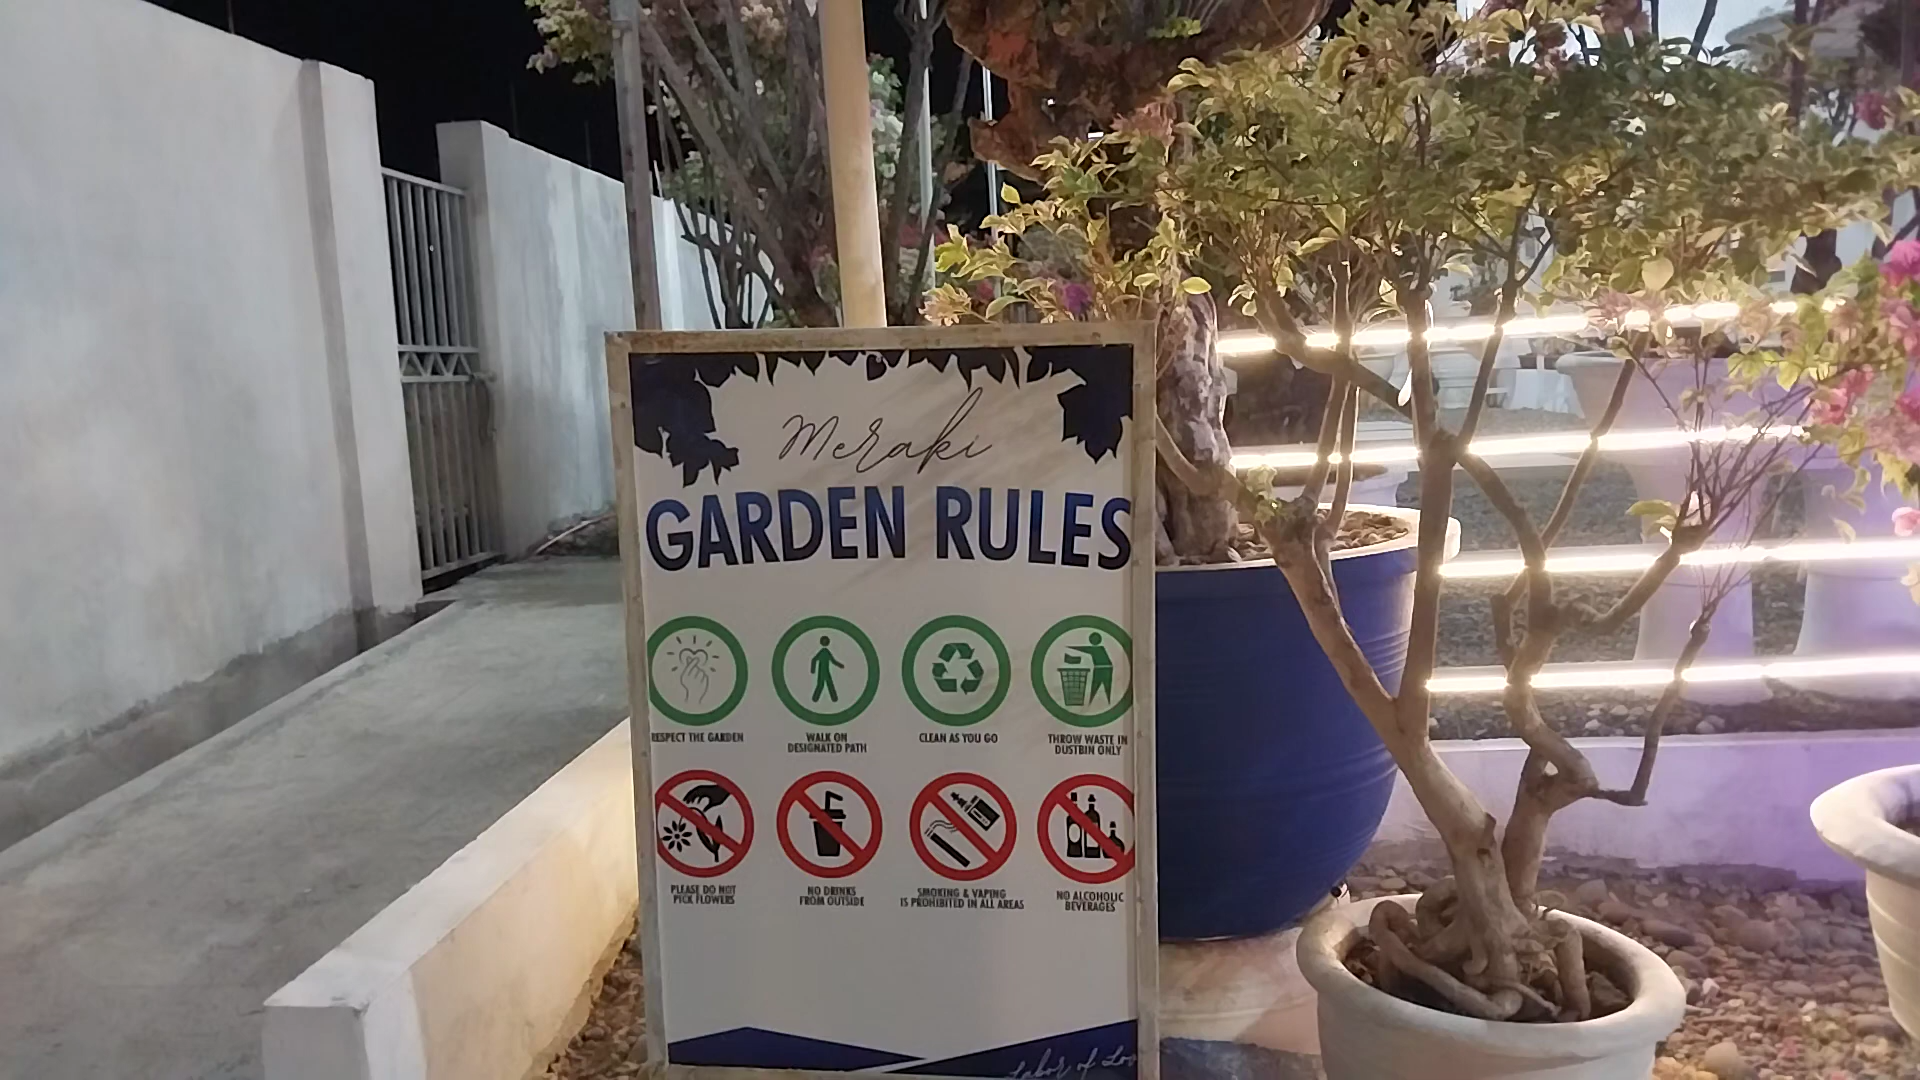 Meraki
GARDEN RULES
RESPECT THE GARDEN
WALK ON
DESIGNATED PATH
CLEAN AS YOU GO
THROW WASTE IN
DUSTBIN ONLY
PLEASE DO NOT
PICK FLOWERS
NO DRINKS
FROM OUTSIDE
SMOKING & VAPING
IS PROHIBITED IN ALL AREAS
NO ALCOHOLIC
BEVERAGES
Labor of